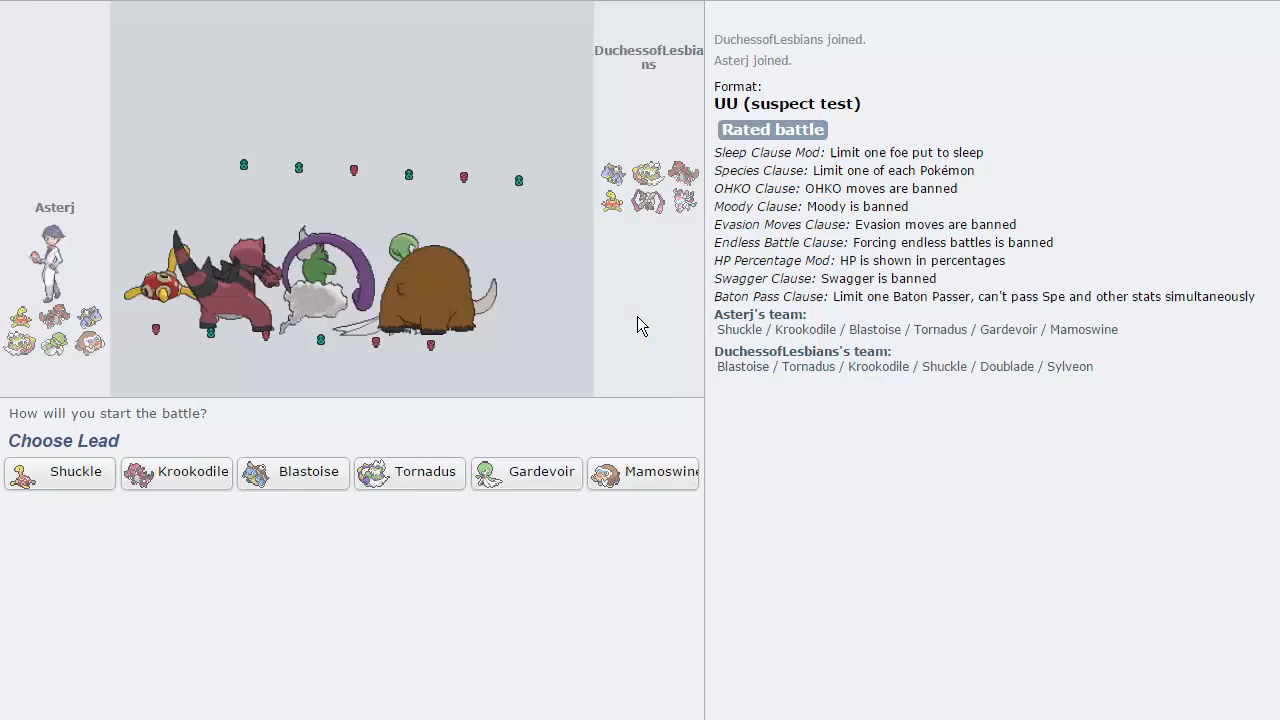 DuchessofLesbia
ns
Asterj
How will you start the battle?
Choose Lead
Shuckle
Krookodile
Blastoise
Tornadus
Gardevoir
Mamoswine
DuchessofLesbians joined.
Asterj joined.
Format:
UU (suspect test)
Rated battle
Sleep Clause Mod: Limit one foe put to sleep
Species Clause: Limit one of each Pokémon
OHKO Clause: OHKO moves are banned
Moody Clause: Moody is banned
Evasion Moves Clause: Evasion moves are banned
Endless Battle Clause: Forcing endless battles is banned
HP Percentage Mod: HP is shown in percentages
Swagger Clause: Swagger is banned
Baton Pass Clause: Limit one Baton Passer, can't pass Spe and other stats simultaneously
Asterj's team:
Shuckle / Krookodile / Blastoise / Tornadus / Gardevoir / Mamoswine
DuchessofLesbians's team:
Blastoise / Tornadus / Krookodile / Shuckle / Doublade / Sylveon